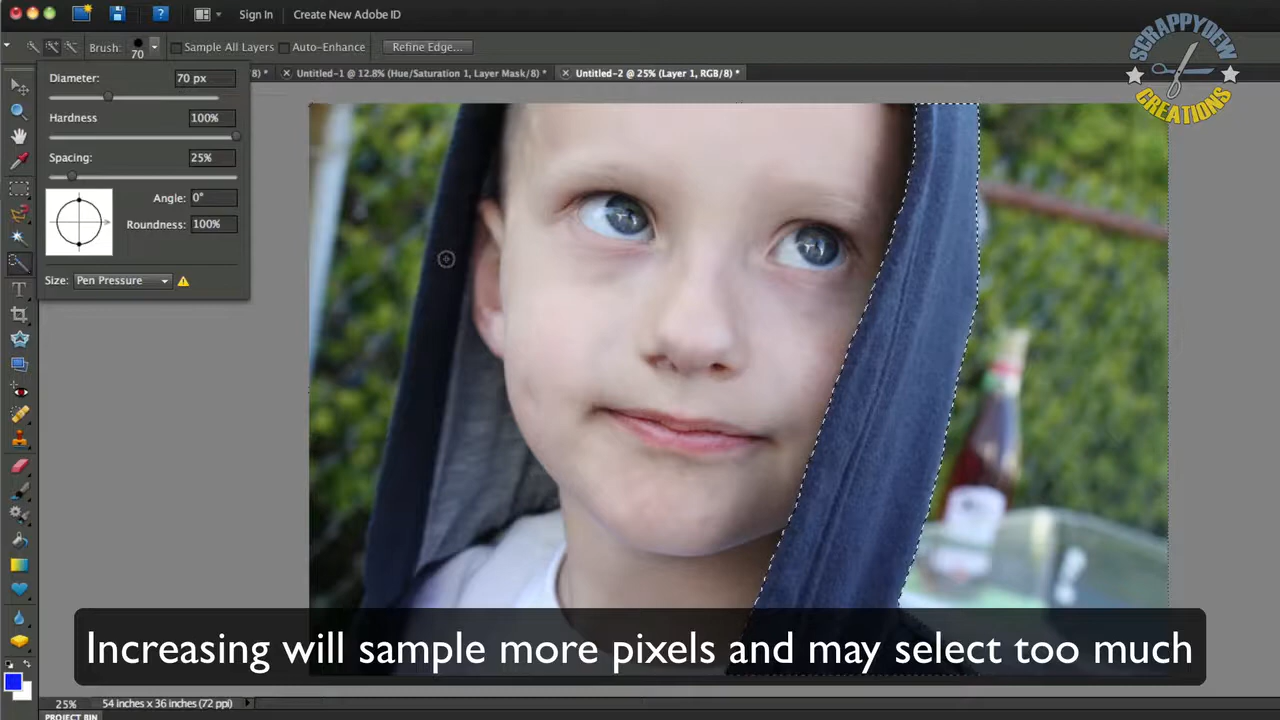 Sign In
Create New Adobe ID
Brush:
70
Sample All Layers
Auto-Enhance
Refine Edge...
Diameter:
70 px
Hardness
100%
Spacing:
25%
Angle:
0°
Roundness:
100%
Size:
Pen Pressure
*
Untitled-1 @ 12.8% (Hue/Saturation 1, Layer Mask/8) *
Untitled-2 @ 25% (Layer 1, RGB/8) *
SCRAPPYDEW
CREATIONS
Increasing will sample more pixels and may select too much
25%
54 inches x 36 inches (72 ppi)
PROJECT BIN